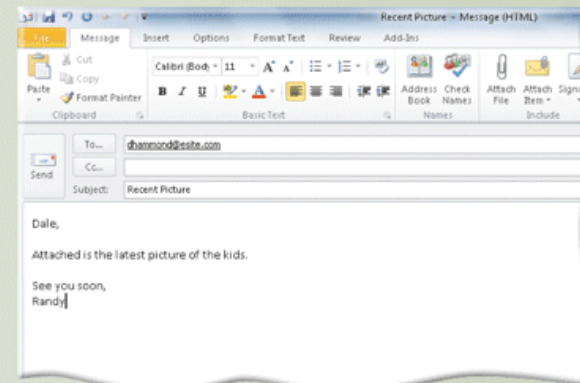 Recent Picture - Message (HTML)
File Message Insert Options Format Text Review Add-Ins
Cut
Copy
Format Painter
Paste
Calibri (Body 11
B I U
Address Book
Check Names
Attach File
Attach Item
Clipboard Basic Text Names Include
To... dhammond@esite.com
Cc...
Send
Subject: Recent Picture
Dale,
Attached is the latest picture of the kids.
See you soon,
Randy